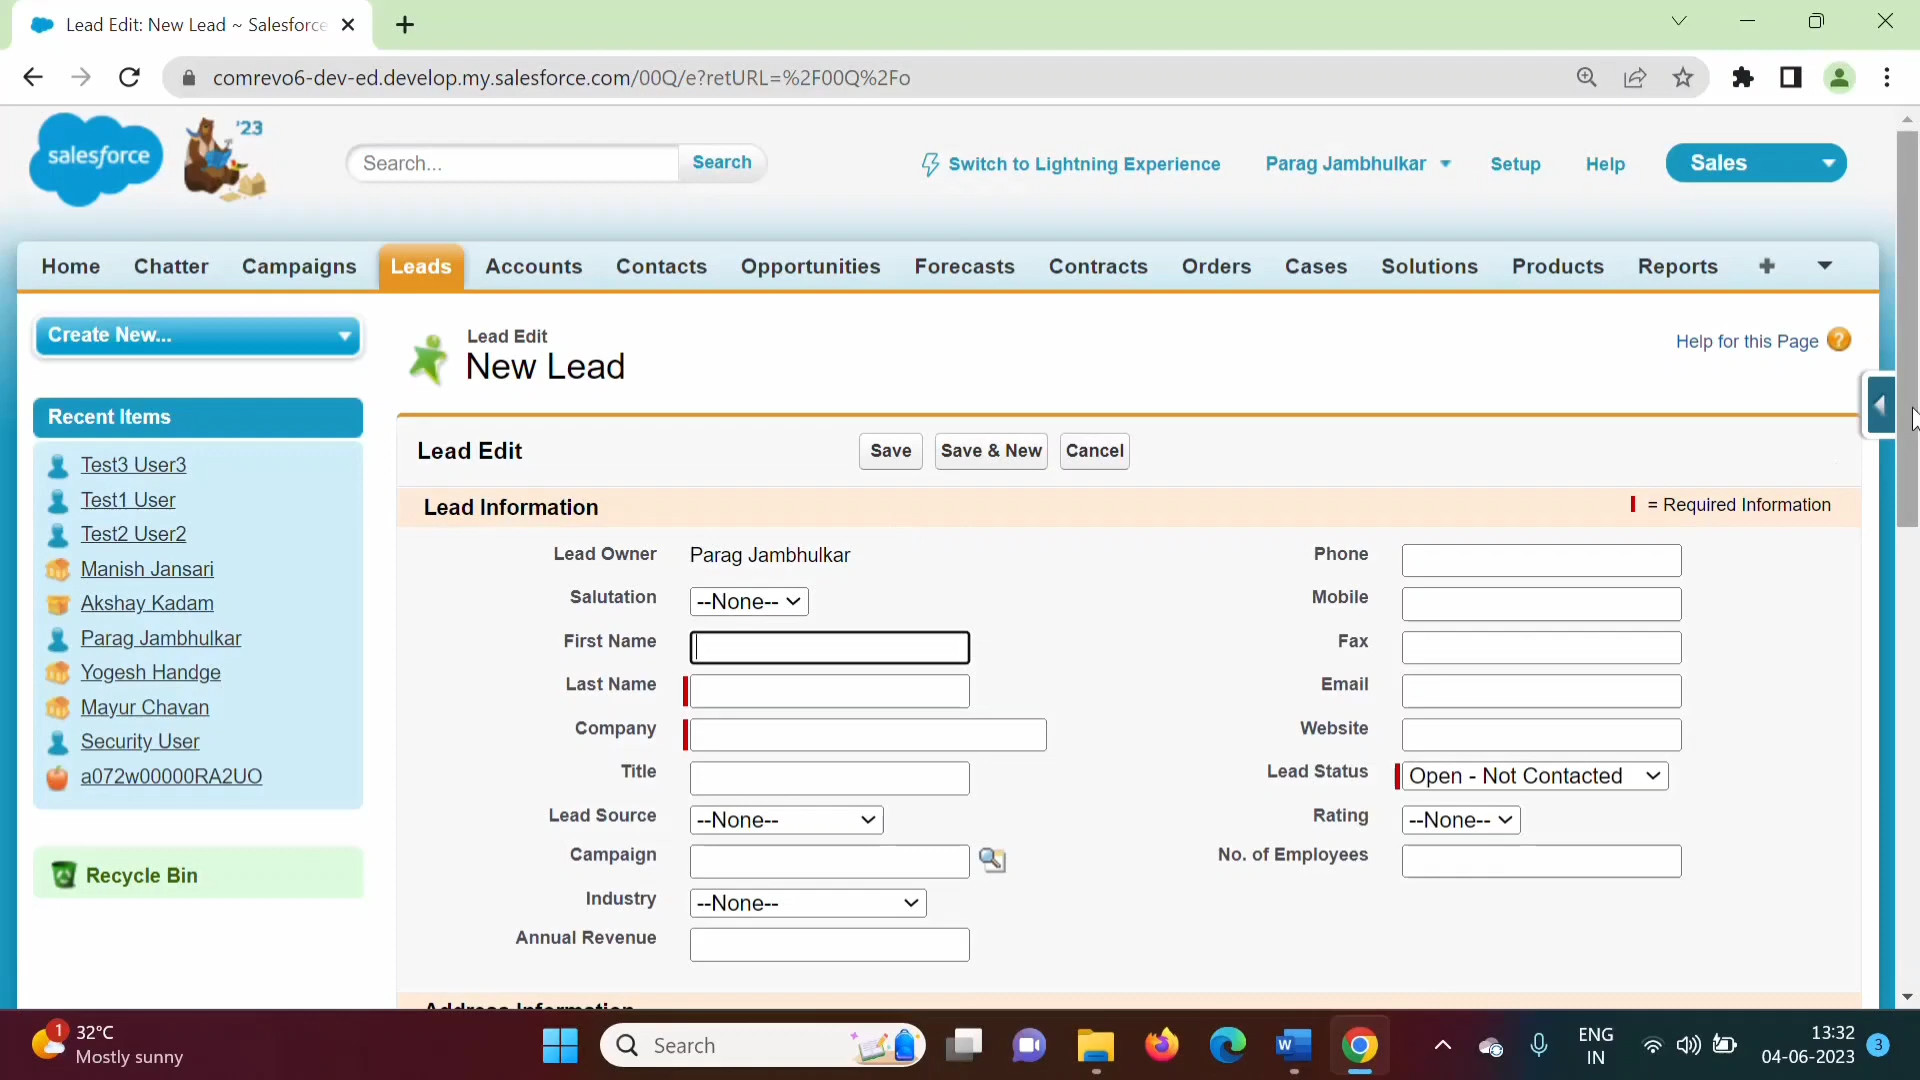 Lead Edit: New Lead ~ Salesforce
comrevo6-dev-ed.develop.my.salesforce.com/00Q/e?retURL=%2F00Q%2Fo
salesforce
'23
Search...
Search
Switch to Lightning Experience
Parag Jambhulkar
Setup
Help
Sales
Home
Chatter
Campaigns
Leads
Accounts
Contacts
Opportunities
Forecasts
Contracts
Orders
Cases
Solutions
Products
Reports
Create New...
Recent Items
Test3 User3
Test1 User
Test2 User2
Manish Jansari
Akshay Kadam
Parag Jambhulkar
Yogesh Handge
Mayur Chavan
Security User
a072w00000RA2UO
Recycle Bin
Lead Edit
New Lead
Help for this Page
Lead Edit
Save
Save & New
Cancel
Lead Information
= Required Information
Lead Owner Parag Jambhulkar
Salutation --None--
First Name
Last Name
Company
Title
Lead Source --None--
Campaign
Industry --None--
Annual Revenue
Phone
Mobile
Fax
Email
Website
Lead Status Open - Not Contacted
Rating --None--
No. of Employees
Address Information
1
32°C
Mostly sunny
Search
ENG
IN
13:32
04-06-2023
3